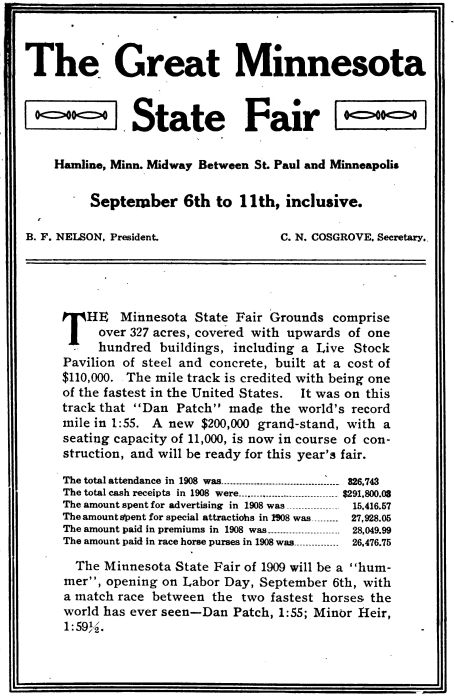 The Great Minnesota
State Fair
Hamline, Minn. Midway Between St. Paul and Minneapolis
September 6th to 11th, inclusive.
B. F. NELSON, President.    C. N. COSGROVE, Secretary.
THE Minnesota State Fair Grounds comprise
over 327 acres, covered with upwards of one
hundred buildings, including a Live Stock
Pavilion of steel and concrete, built at a cost of
$110,000. The mile track is credited with being one
of the fastest in the United States. It was on this
track that "Dan Patch" made the world's record
mile in 1:55. A new $200,000 grand-stand, with a
seating capacity of 11,000, is now in course of con-
struction, and will be ready for this year's fair.
The total attendance in 1908 was 326,743
The total cash receipts in 1908 were $291,800.03
The amount spent for advertising in 1908 was 15,416.57
The amount spent for special attractions in 1908 was 27,928.05
The amount paid in premiums in 1908 was 28,049.99
The amount paid in race horse purses in 1908 was 26,476.75
The Minnesota State Fair of 1909 will be a "hum-
mer", opening on Labor Day, September 6th, with
a match race between the two fastest horses the
world has ever seen—Dan Patch, 1:55; Minor Heir,
1:59½.